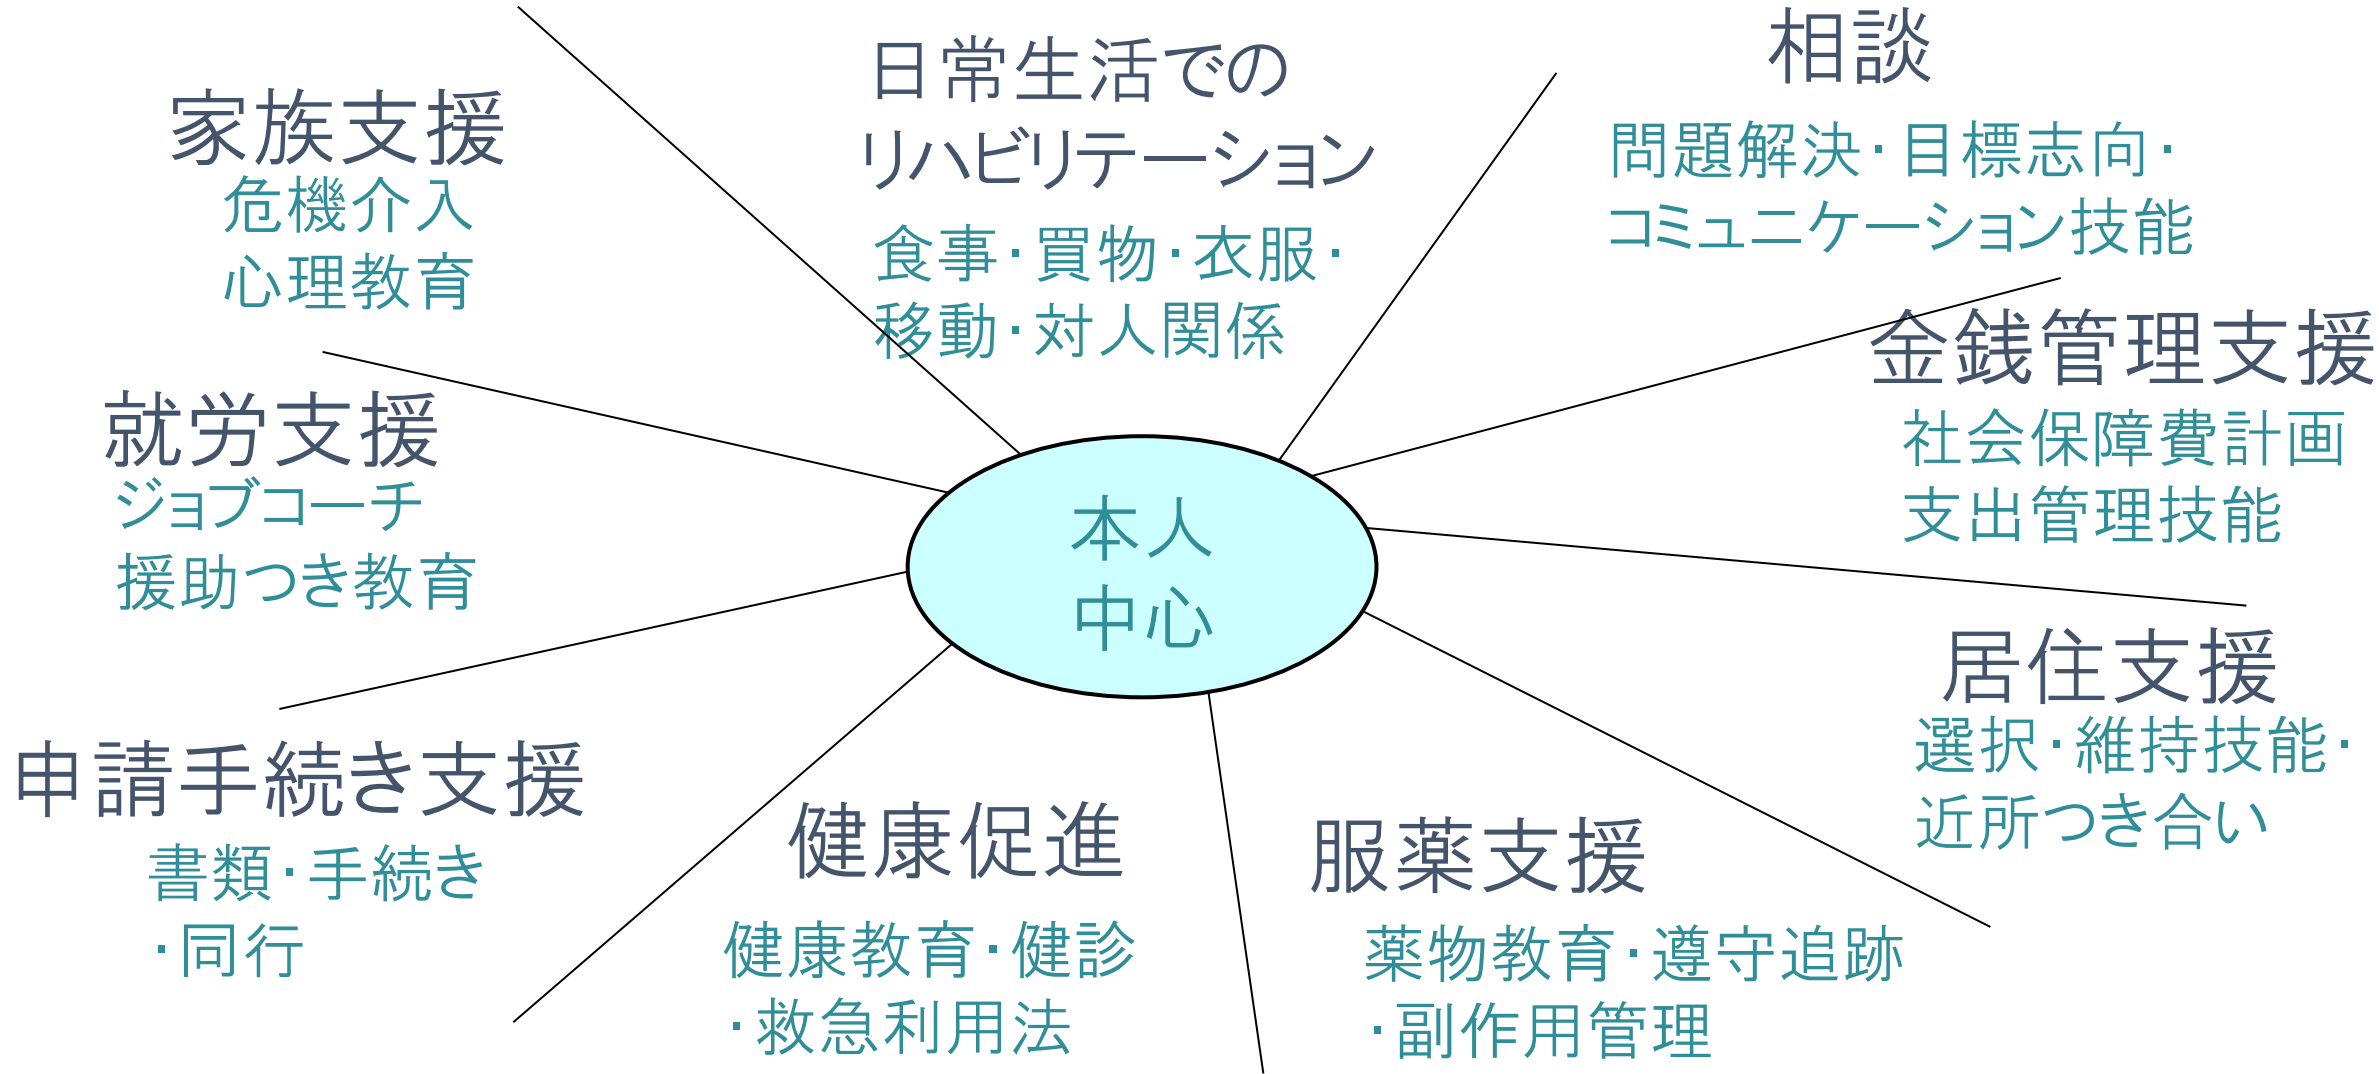 家族支援
危機介入
心理教育
日常生活での
リハビリテーション
食事・買物・衣服・
移動・対人関係
相談
問題解決・目標志向・
コミュニケーション技能
金銭管理支援
社会保障費計画
支出管理技能
就労支援
ジョブコーチ
援助つき教育
本人
中心
居住支援
選択・維持技能・
近所つき合い
申請手続き支援
書類・手続き
・同行
健康促進
健康教育・健診
・救急利用法
服薬支援
薬物教育・遵守追跡
・副作用管理